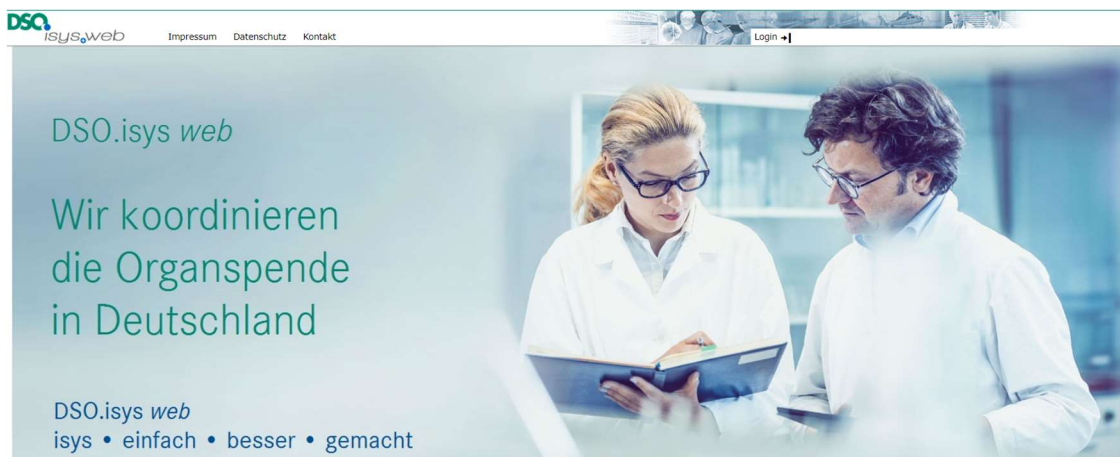 DSO.
isys.web
Impressum Datenschutz Kontakt
Login
DSO.isys web
Wir koordinieren
die Organspende
in Deutschland
DSO.isys web
isys • einfach • besser • gemacht